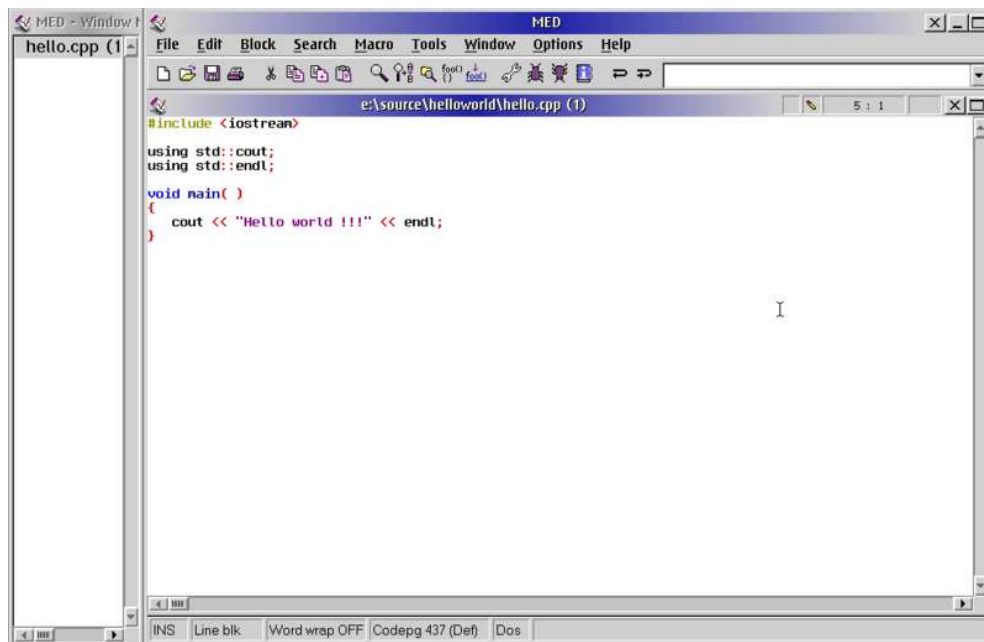 MED - Window
MED
hello.cpp (1
File Edit Block Search Macro Tools Window Options Help
e:\source\helloworld\hello.cpp (1)
5 : 1
#include <iostream>
using std::cout;
using std::endl;
void main( )
{
cout << "Hello world !!!" << endl;
}
INS Line blk Word wrap OFF Codepg 437 (Def) Dos